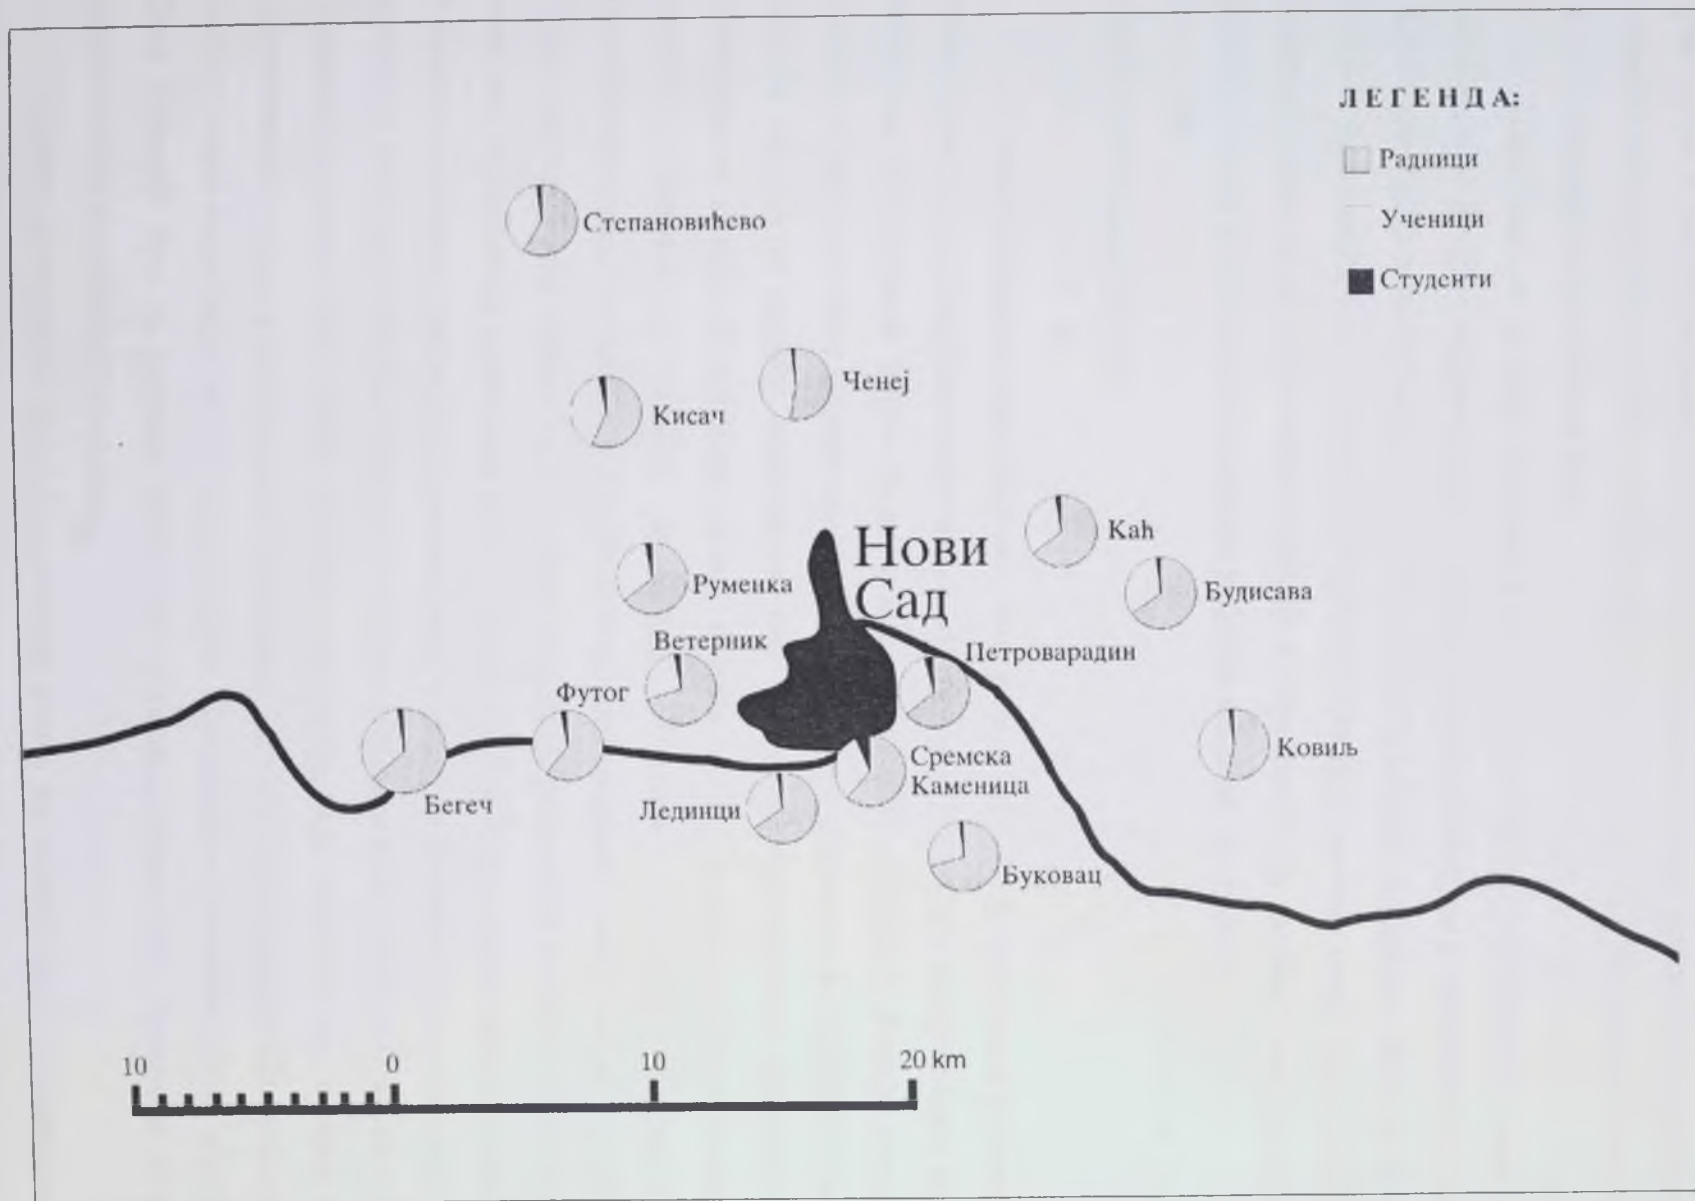 ЛЕГЕНДА:
Радници
Ученици
Студенти
Степановићево
Ченеј
Кисач
Нови
Сад
Каћ
Руменка
Будисава
Ветерник
Петроварадин
Футог
Ковиљ
Сремска
Каменица
Бегеч
Лединци
Буковац
10 0 10 20 km